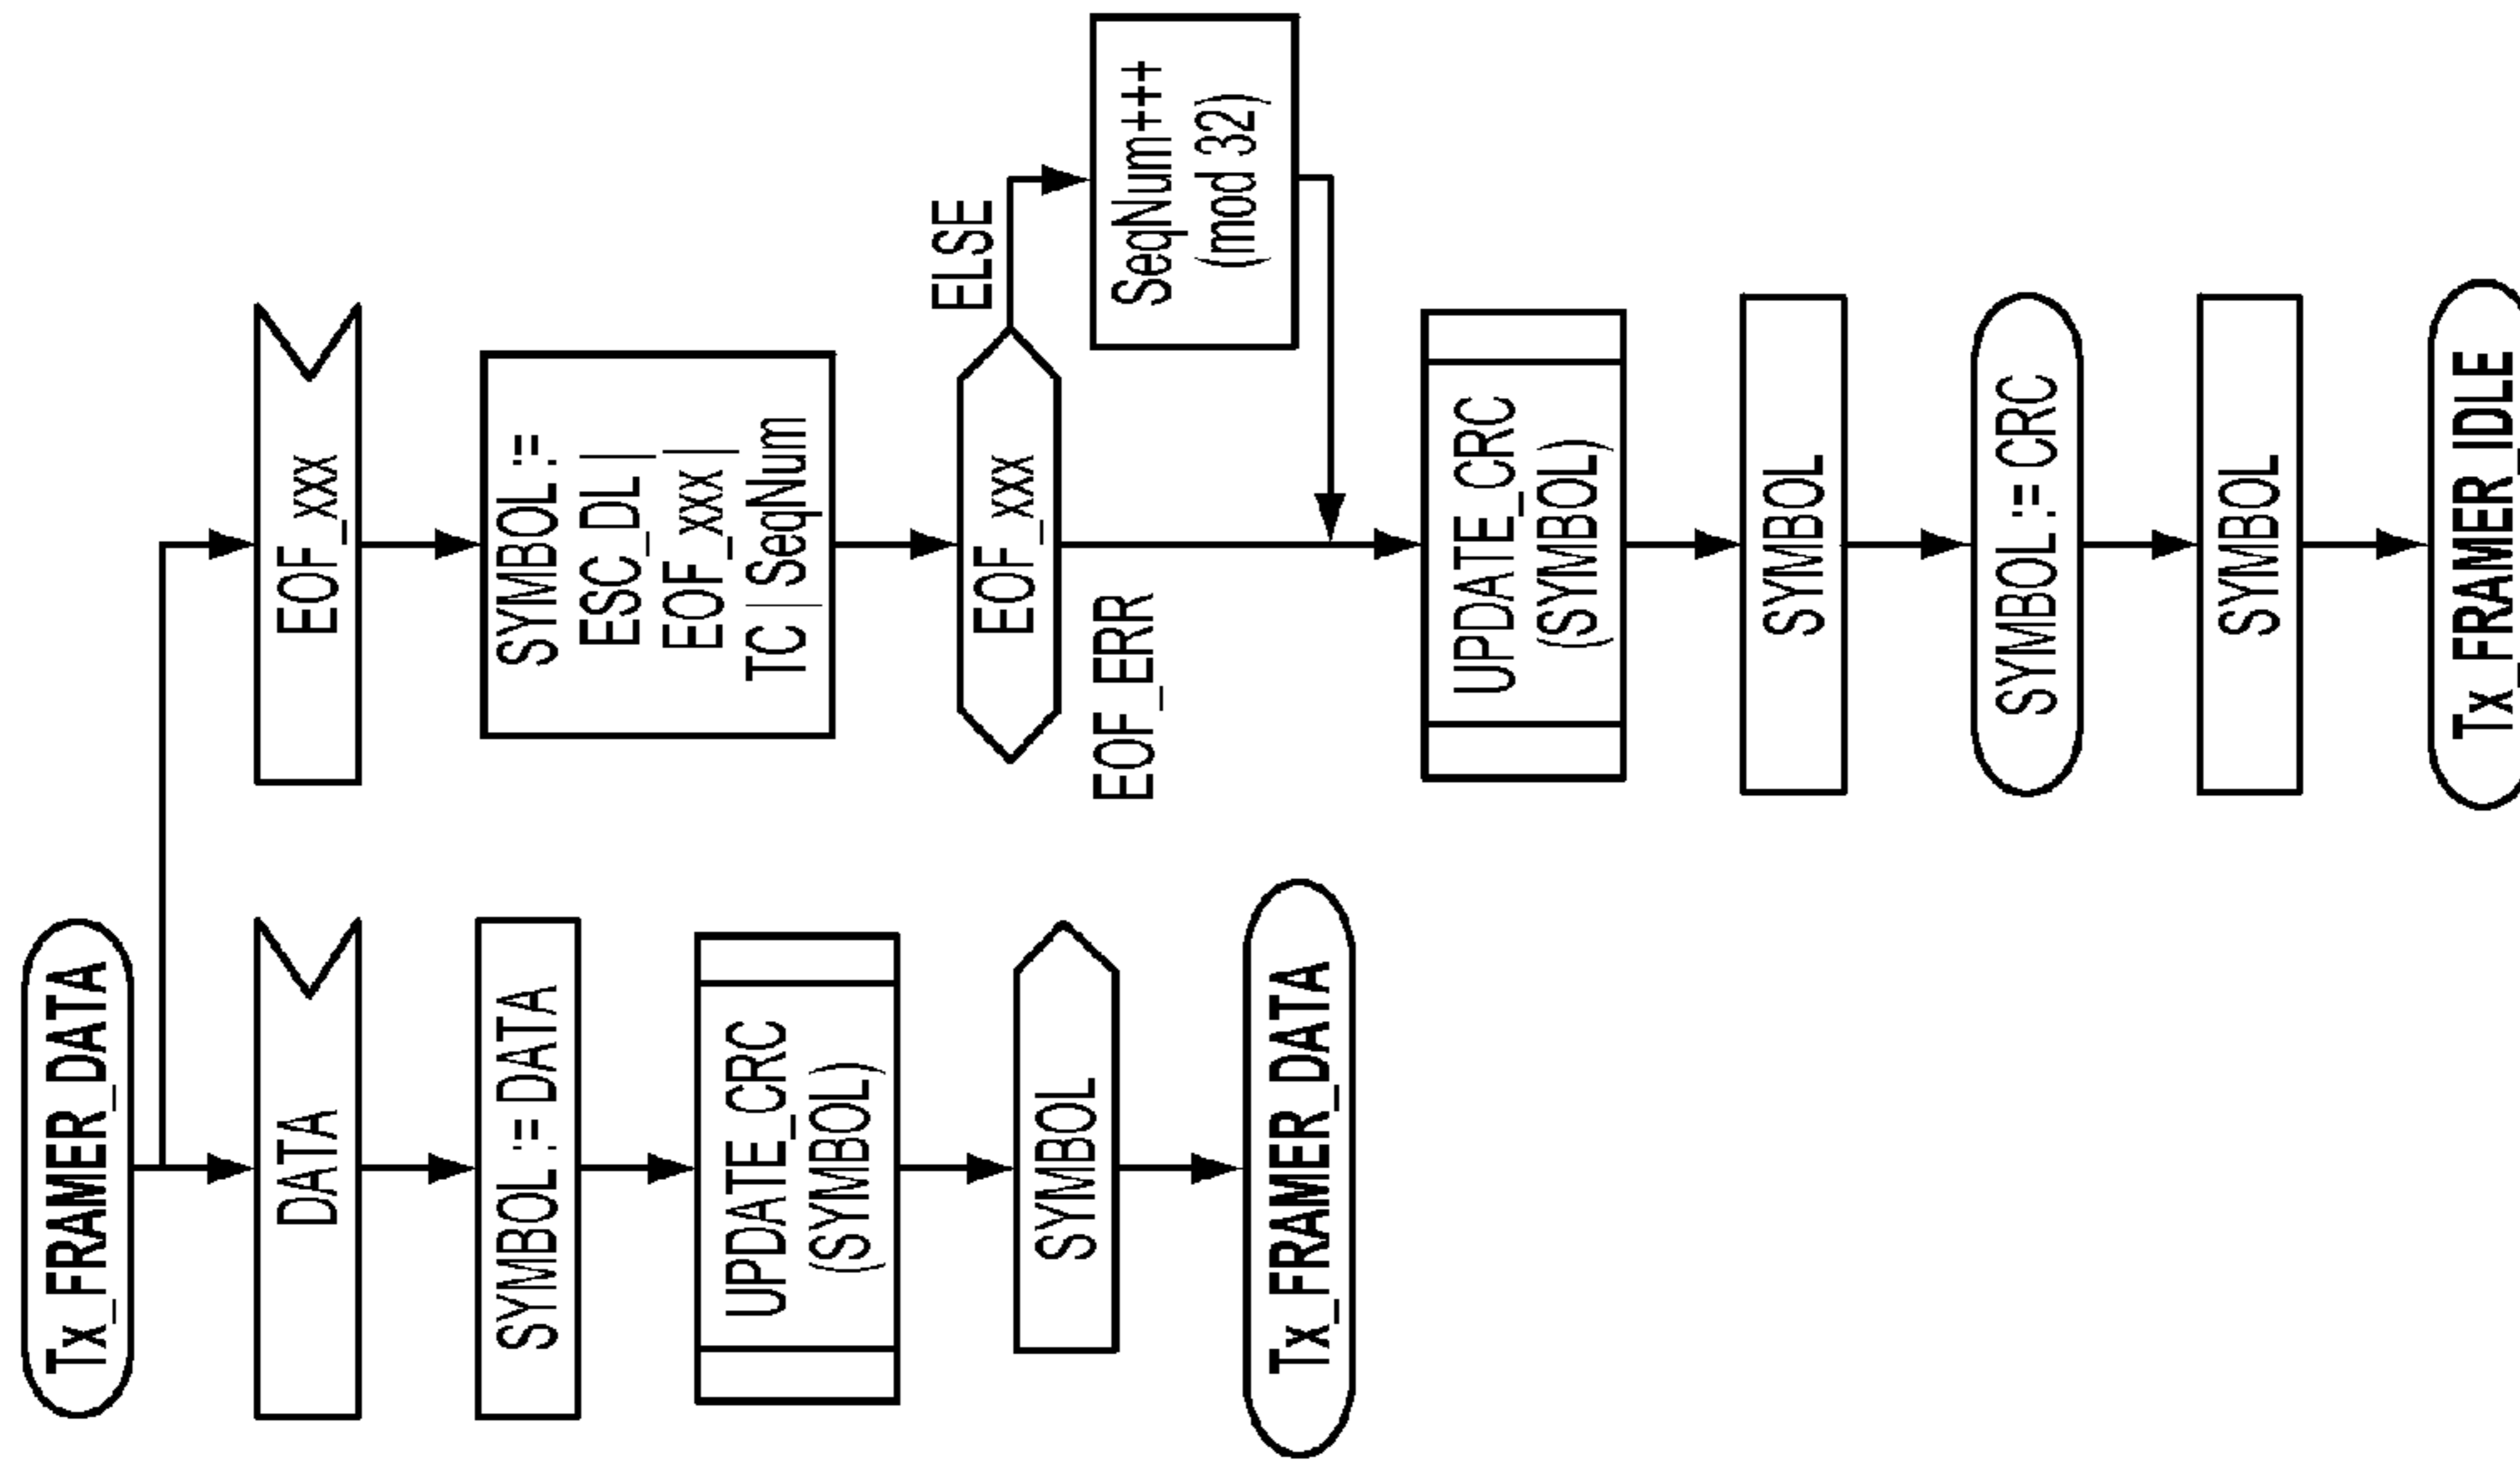 Tx_FRAMER_DATA
DATA
SYMBOL := DATA
UPDATE_CRC
(SYMBOL)
SYMBOL
Tx_FRAMER_DATA
EOF_xxx
SYMBOL :=
ESC_DL |
EOF_xxx |
TC | SeqNum
EOF_xxx
ELSE
SeqNum+++
(mod 32)
EOF_ERR
UPDATE_CRC
(SYMBOL)
SYMBOL
SYMBOL := CRC
SYMBOL
Tx_FRAMER_IDLE